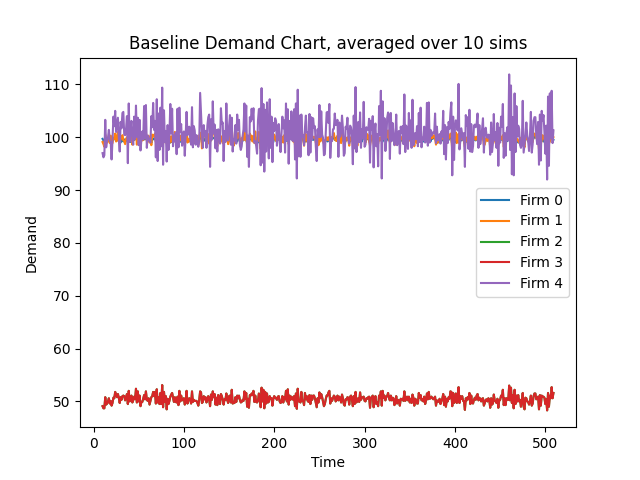 Baseline Demand Chart, averaged over 10 sims
110
100
90
80
70
60
50
Demand
Firm 0
Firm 1
Firm 2
Firm 3
Firm 4
0 100 200 300 400 500
Time